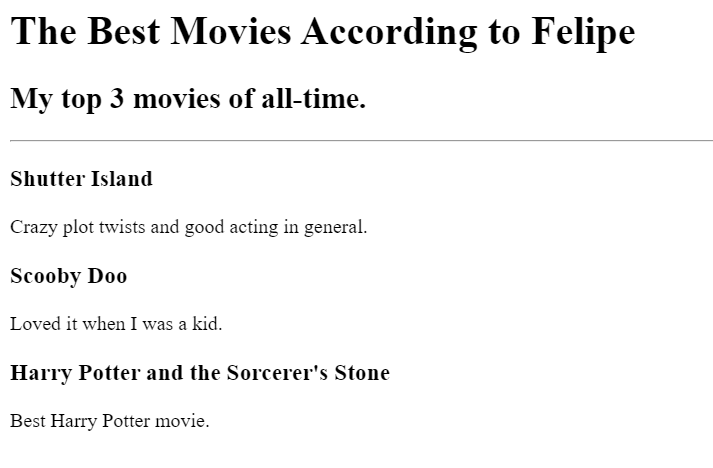 The Best Movies According to Felipe
My top 3 movies of all-time.
Shutter Island
Crazy plot twists and good acting in general.
Scooby Doo
Loved it when I was a kid.
Harry Potter and the Sorcerer's Stone
Best Harry Potter movie.